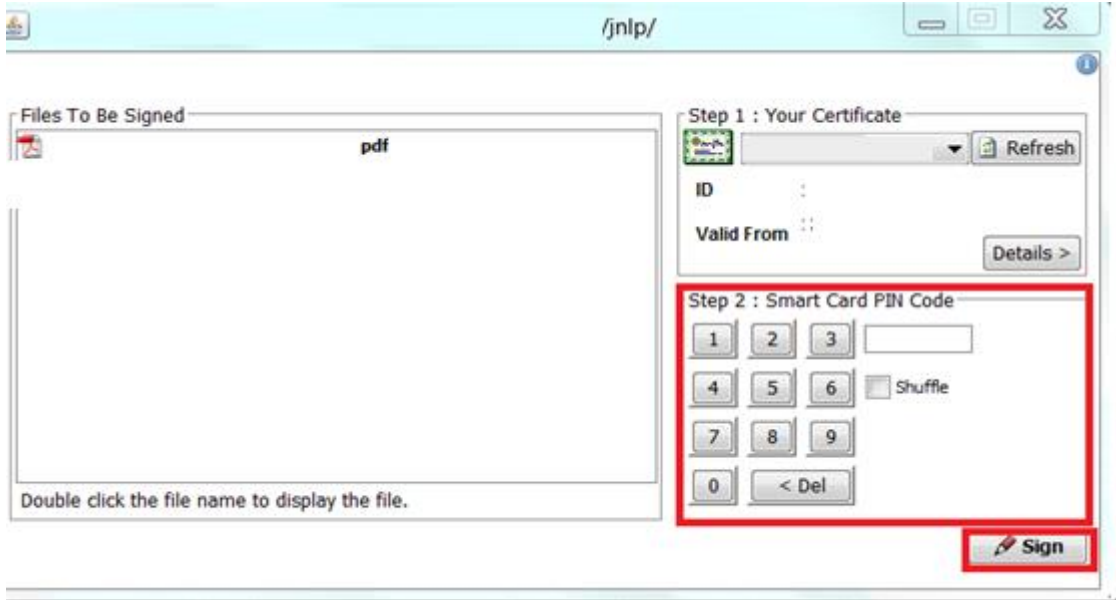 /jnlp/
Files To Be Signed
pdf
Double click the file name to display the file.
Step 1 : Your Certificate
Refresh
ID :
Valid From : :
Details >
Step 2 : Smart Card PIN Code
1 2 3
4 5 6 Shuffle
7 8 9
0 < Del
Sign